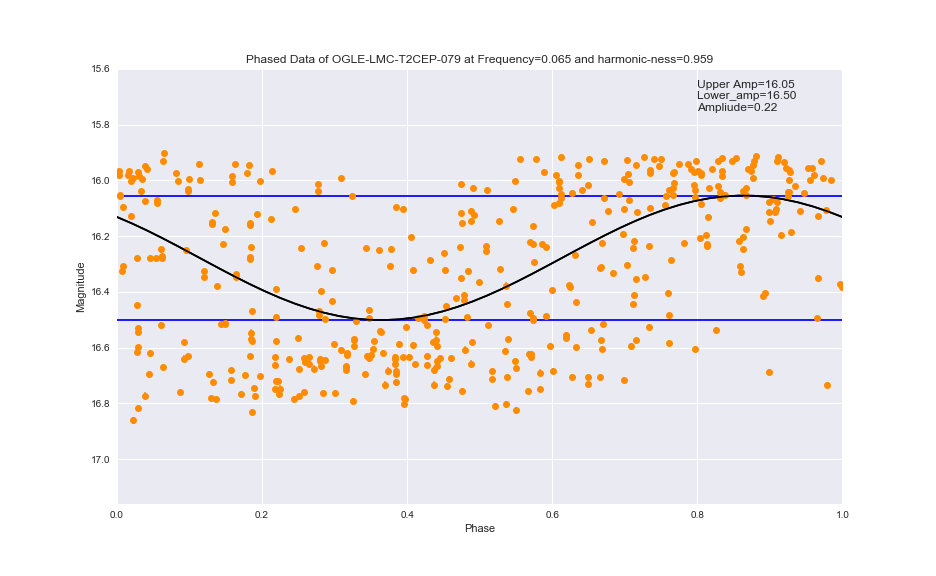 Phased Data of OGLE-LMC-T2CEP-079 at Frequency=0.065 and harmonic-ness=0.959
Upper Amp=16.05
Lower_amp=16.50
Ampliude=0.22
15.6
15.8
16.0
16.2
16.4
16.6
16.8
17.0
Magnitude
0.0 0.2 0.4 0.6 0.8 1.0
Phase